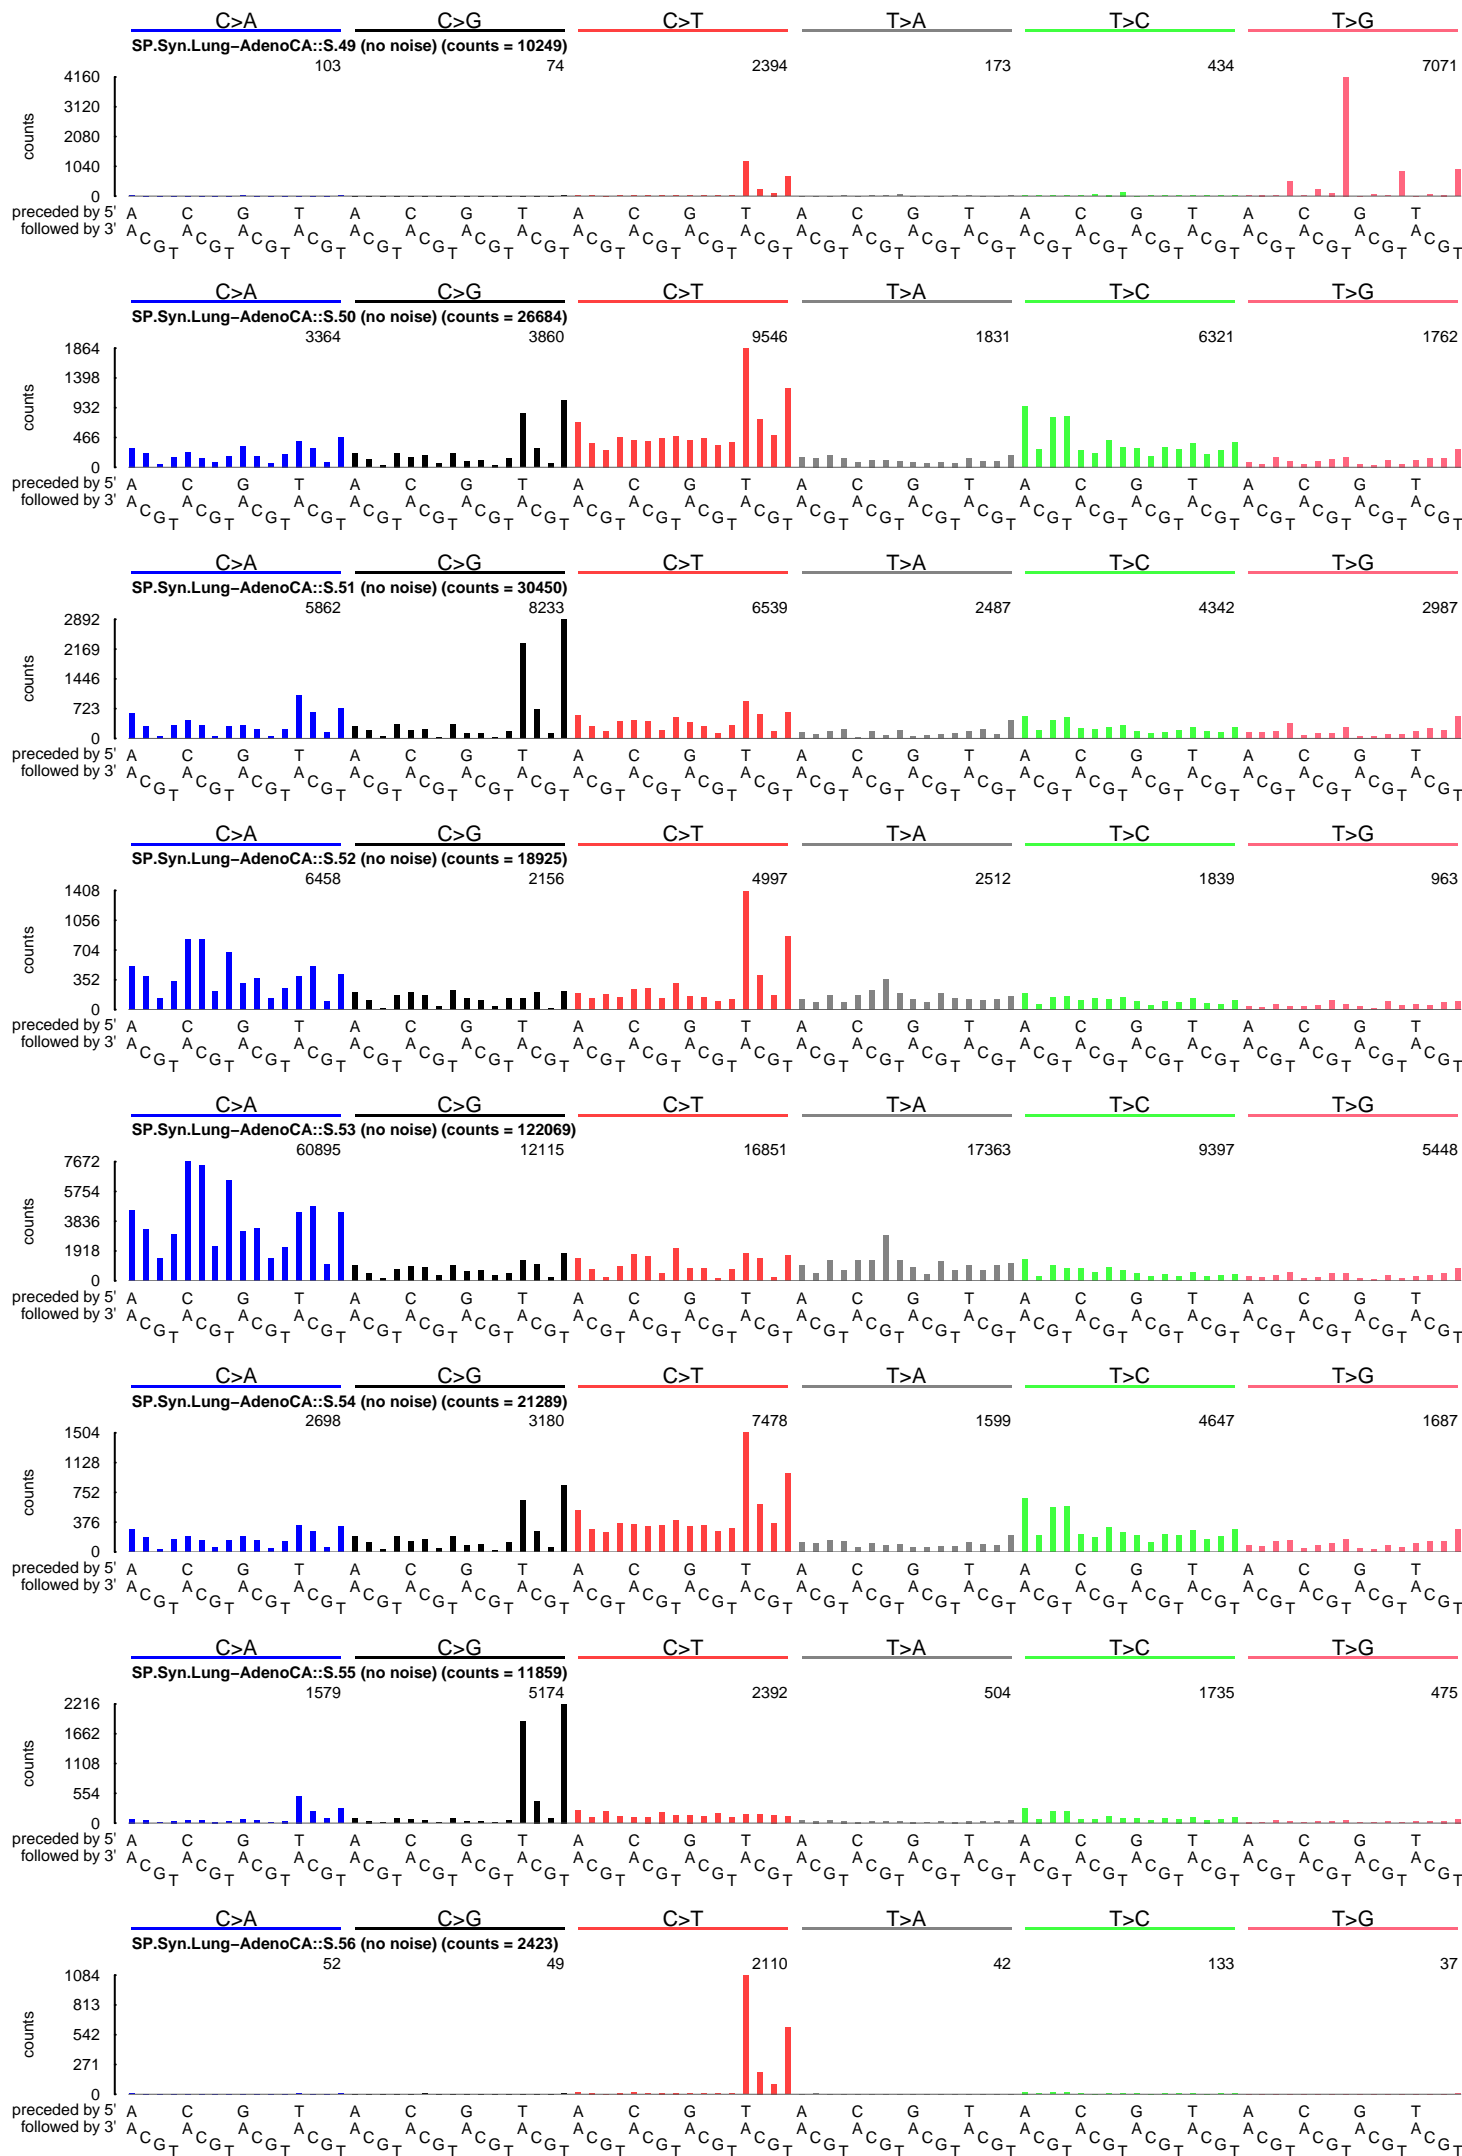 C>A C>G C>T T>A T>C T>G
SP.Syn.Lung–AdenoCA::S.49 (no noise) (counts = 10249)
103 74 2394 173 434 7071
4160
3120
2080
1040
0
counts
preceded by 5' A C G T A C G T A C G T A C G T A C G T A C G T
followed by 3' A C G T A C G T A C G T A C G T A C G T A C G T A C G T A C G T A C G T A C G T A C G T A C G T A C G T A C G T A C G T A C G T A C G T A C G T A C G T A C G T A C G T A C G T A C G T A C G T
C>A C>G C>T T>A T>C T>G
SP.Syn.Lung–AdenoCA::S.50 (no noise) (counts = 26684)
3364 3860 9546 1831 6321 1762
1864
1398
932
466
0
counts
preceded by 5' A C G T A C G T A C G T A C G T A C G T A C G T
followed by 3' A C G T A C G T A C G T A C G T A C G T A C G T A C G T A C G T A C G T A C G T A C G T A C G T A C G T A C G T A C G T A C G T A C G T A C G T A C G T A C G T A C G T A C G T A C G T A C G T
C>A C>G C>T T>A T>C T>G
SP.Syn.Lung–AdenoCA::S.51 (no noise) (counts = 30450)
5862 8233 6539 2487 4342 2987
2892
2169
1446
723
0
counts
preceded by 5' A C G T A C G T A C G T A C G T A C G T A C G T
followed by 3' A C G T A C G T A C G T A C G T A C G T A C G T A C G T A C G T A C G T A C G T A C G T A C G T A C G T A C G T A C G T A C G T A C G T A C G T A C G T A C G T A C G T A C G T A C G T A C G T
C>A C>G C>T T>A T>C T>G
SP.Syn.Lung–AdenoCA::S.52 (no noise) (counts = 18925)
6458 2156 4997 2512 1839 963
1408
1056
704
352
0
counts
preceded by 5' A C G T A C G T A C G T A C G T A C G T A C G T
followed by 3' A C G T A C G T A C G T A C G T A C G T A C G T A C G T A C G T A C G T A C G T A C G T A C G T A C G T A C G T A C G T A C G T A C G T A C G T A C G T A C G T A C G T A C G T A C G T A C G T
C>A C>G C>T T>A T>C T>G
SP.Syn.Lung–AdenoCA::S.53 (no noise) (counts = 122069)
60895 12115 16851 17363 9397 5448
7672
5754
3836
1918
0
counts
preceded by 5' A C G T A C G T A C G T A C G T A C G T A C G T
followed by 3' A C G T A C G T A C G T A C G T A C G T A C G T A C G T A C G T A C G T A C G T A C G T A C G T A C G T A C G T A C G T A C G T A C G T A C G T A C G T A C G T A C G T A C G T A C G T A C G T
C>A C>G C>T T>A T>C T>G
SP.Syn.Lung–AdenoCA::S.54 (no noise) (counts = 21289)
2698 3180 7478 1599 4647 1687
1504
1128
752
376
0
counts
preceded by 5' A C G T A C G T A C G T A C G T A C G T A C G T
followed by 3' A C G T A C G T A C G T A C G T A C G T A C G T A C G T A C G T A C G T A C G T A C G T A C G T A C G T A C G T A C G T A C G T A C G T A C G T A C G T A C G T A C G T A C G T A C G T A C G T
C>A C>G C>T T>A T>C T>G
SP.Syn.Lung–AdenoCA::S.55 (no noise) (counts = 11859)
1579 5174 2392 504 1735 475
2216
1662
1108
554
0
counts
preceded by 5' A C G T A C G T A C G T A C G T A C G T A C G T
followed by 3' A C G T A C G T A C G T A C G T A C G T A C G T A C G T A C G T A C G T A C G T A C G T A C G T A C G T A C G T A C G T A C G T A C G T A C G T A C G T A C G T A C G T A C G T A C G T A C G T
C>A C>G C>T T>A T>C T>G
SP.Syn.Lung–AdenoCA::S.56 (no noise) (counts = 2423)
52 49 2110 42 133 37
1084
813
542
271
0
counts
preceded by 5' A C G T A C G T A C G T A C G T A C G T A C G T
followed by 3' A C G T A C G T A C G T A C G T A C G T A C G T A C G T A C G T A C G T A C G T A C G T A C G T A C G T A C G T A C G T A C G T A C G T A C G T A C G T A C G T A C G T A C G T A C G T A C G T